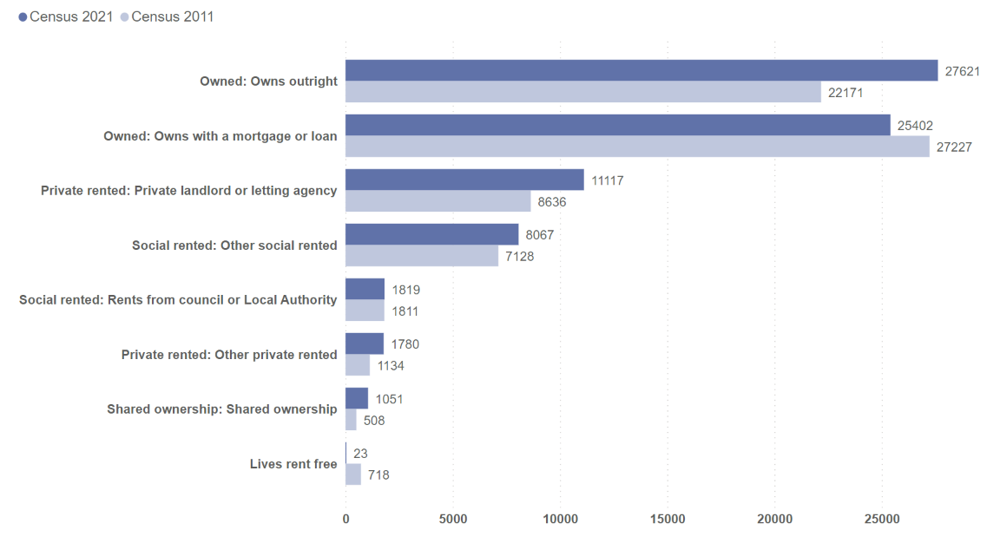 Census 2021 Census 2011
Owned: Owns outright
27621
22171
Owned: Owns with a mortgage or loan
25402
27227
Private rented: Private landlord or letting agency
11117
8636
Social rented: Other social rented
8067
7128
Social rented: Rents from council or Local Authority
1819
1811
Private rented: Other private rented
1780
1134
Shared ownership: Shared ownership
1051
508
Lives rent free
23
718
0 5000 10000 15000 20000 25000